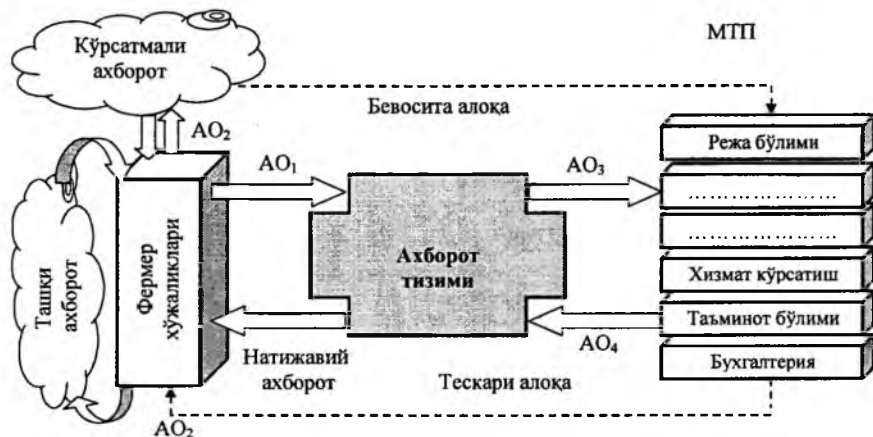 Кўрсатмали
ахборот
МТП
Бевосита алоқа
АО₂
Режа бўлими
АО₁
АО₃
.....................
.....................
Ташқи
ахборот
Фермер
хўжаликлари
Ахборот
тизими
Хизмат кўрсатиш
Таъминот бўлими
АО₄
Натижавий
ахборот
Тескари алоқа
Бухгалтерия
АО₂